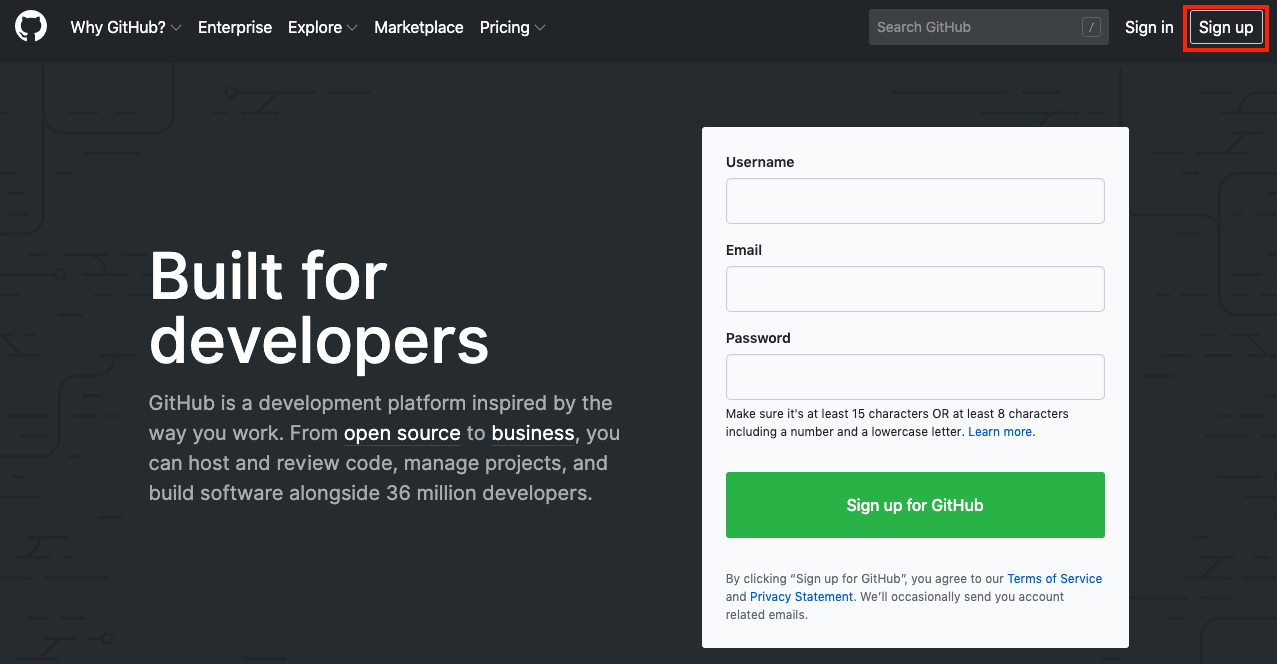 Why GitHub? Enterprise Explore Marketplace Pricing Search GitHub / Sign in Sign up
Built for
developers
GitHub is a development platform inspired by the
way you work. From open source to business, you
can host and review code, manage projects, and
build software alongside 36 million developers.
Username
Email
Password
Make sure it's at least 15 characters OR at least 8 characters
including a number and a lowercase letter. Learn more.
Sign up for GitHub
By clicking “Sign up for GitHub”, you agree to our Terms of Service
and Privacy Statement. We’ll occasionally send you account
related emails.